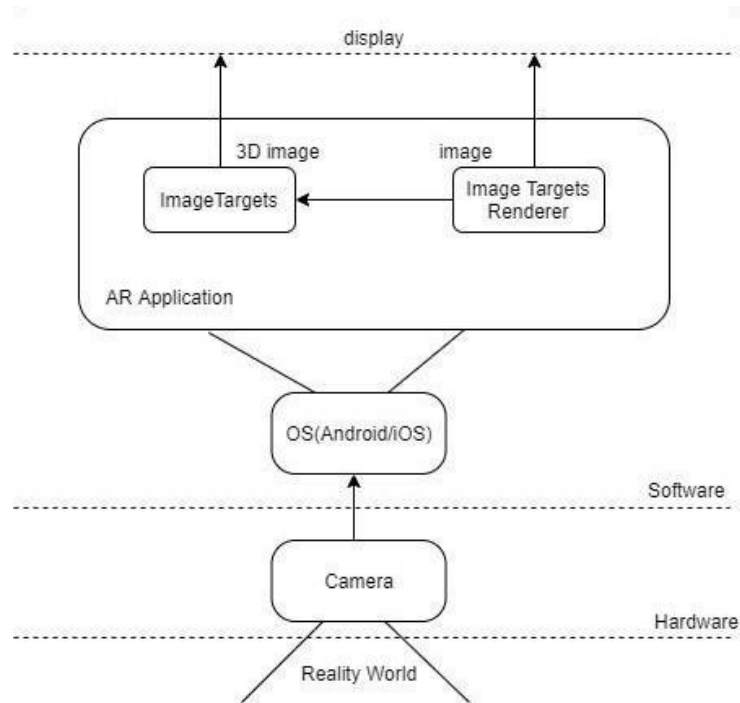 display
3D image
image
ImageTargets
Image Targets
Renderer
AR Application
OS(Android/iOS)
Software
Camera
Hardware
Reality World